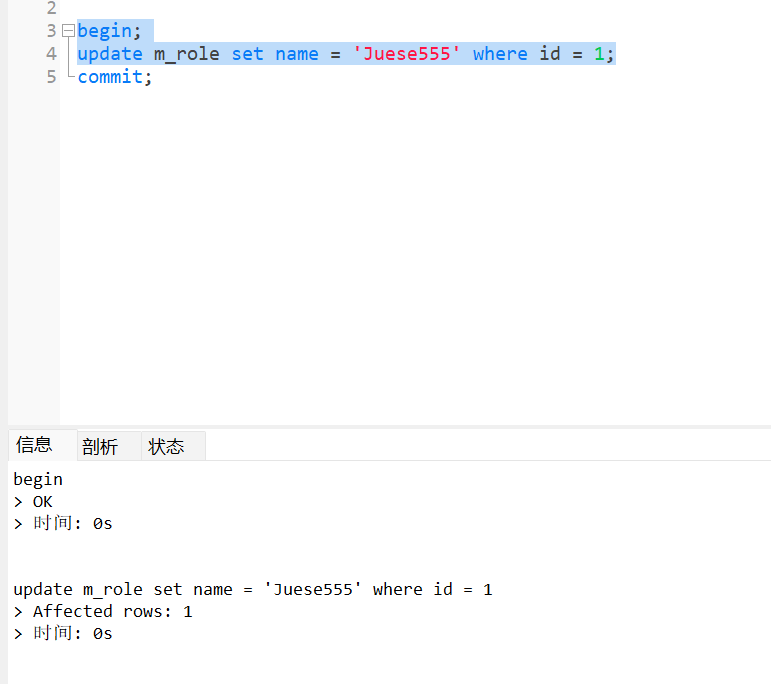 2
3 begin;
4 update m_role set name = 'Juese555' where id = 1;
5 commit;
信息 剖析 状态
begin
> OK
> 时间: 0s
update m_role set name = 'Juese555' where id = 1
> Affected rows: 1
> 时间: 0s